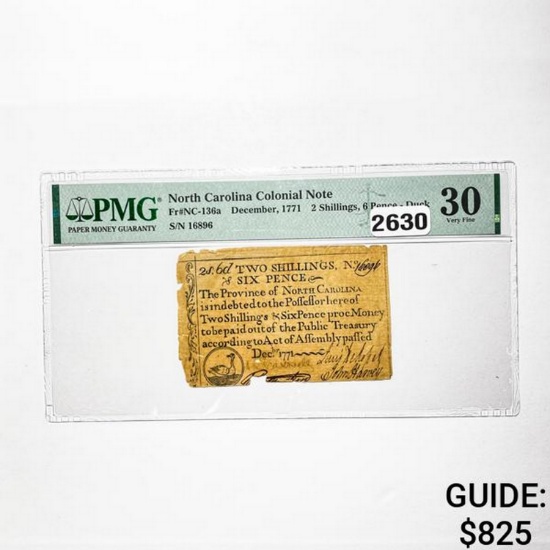 PMG®
PAPER MONEY GUARANTY
North Carolina Colonial Note
Fr#NC-136a December, 1771 2 Shillings, 6 Pence - Duck
S/N 16896
2630
30
Very Fine
2s. 6d TWO SHILLINGS, No
& SIX PENCE
The Province of NORTH CAROLINA
is indebted to the Possessor hereof
Two Shillings & Six Pence proc Money
to be paid out of the Public Treasury
according to Act of Assembly passed
Decr. 1771
John Harvey
GUIDE:
$825